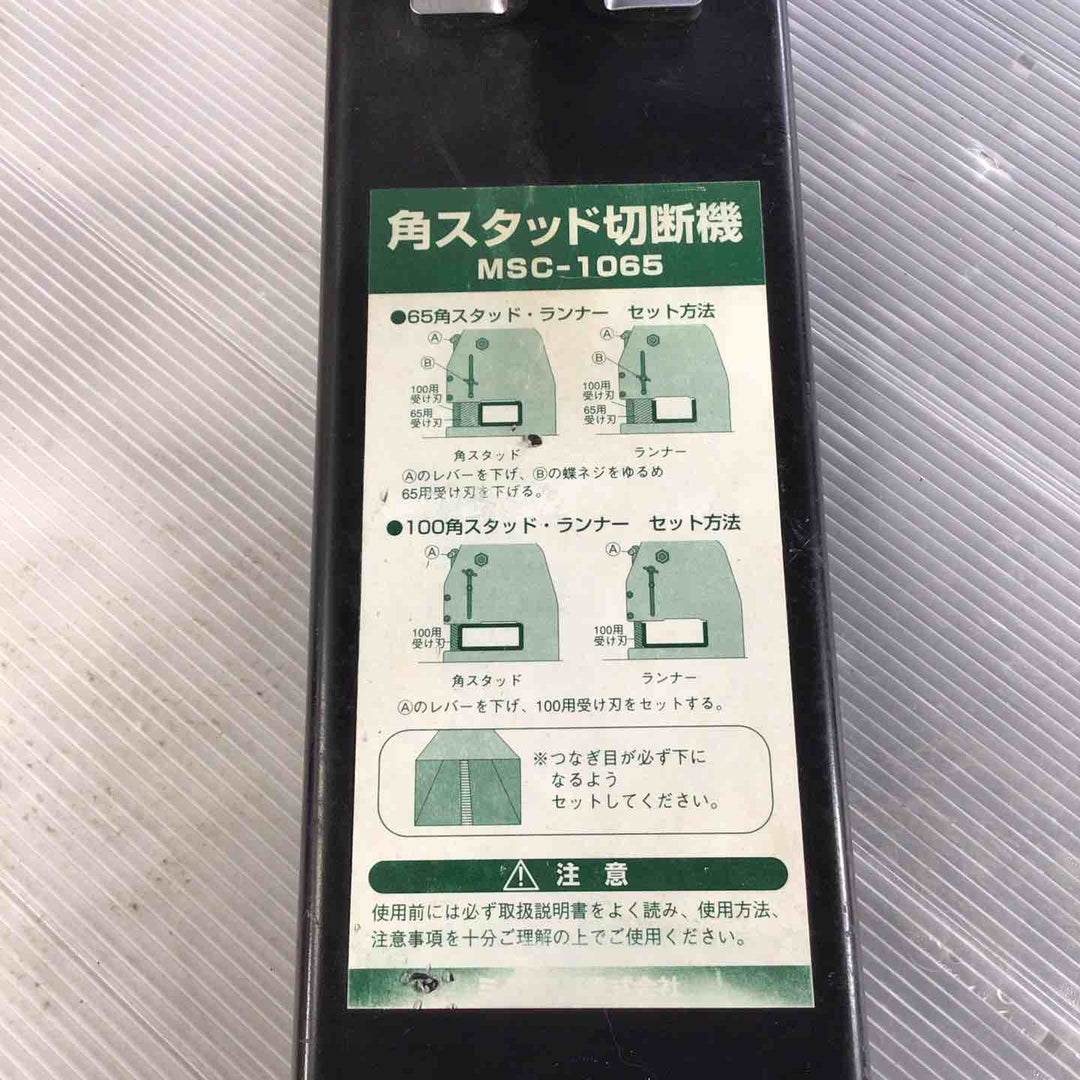 角スタッド切断機
MSC-1065
●65角スタッド・ランナー セット方法
Ⓐ
Ⓑ
100用
受け刃
65用
受け刃
角スタッド
Ⓐ
Ⓑ
100用
受け刃
65用
受け刃
ランナー
Ⓐのレバーを下げ、Ⓑの蝶ネジをゆるめ
65用受け刃を下げる。
●100角スタッド・ランナー セット方法
Ⓐ
100用
受け刃
角スタッド
Ⓐ
100用
受け刃
ランナー
Ⓐのレバーを下げ、100用受け刃をセットする。
※つなぎ目が必ず下に
なるよう
セットしてください。
注意
使用前には必ず取扱説明書をよく読み、使用方法、
注意事項を十分ご理解の上でご使用ください。